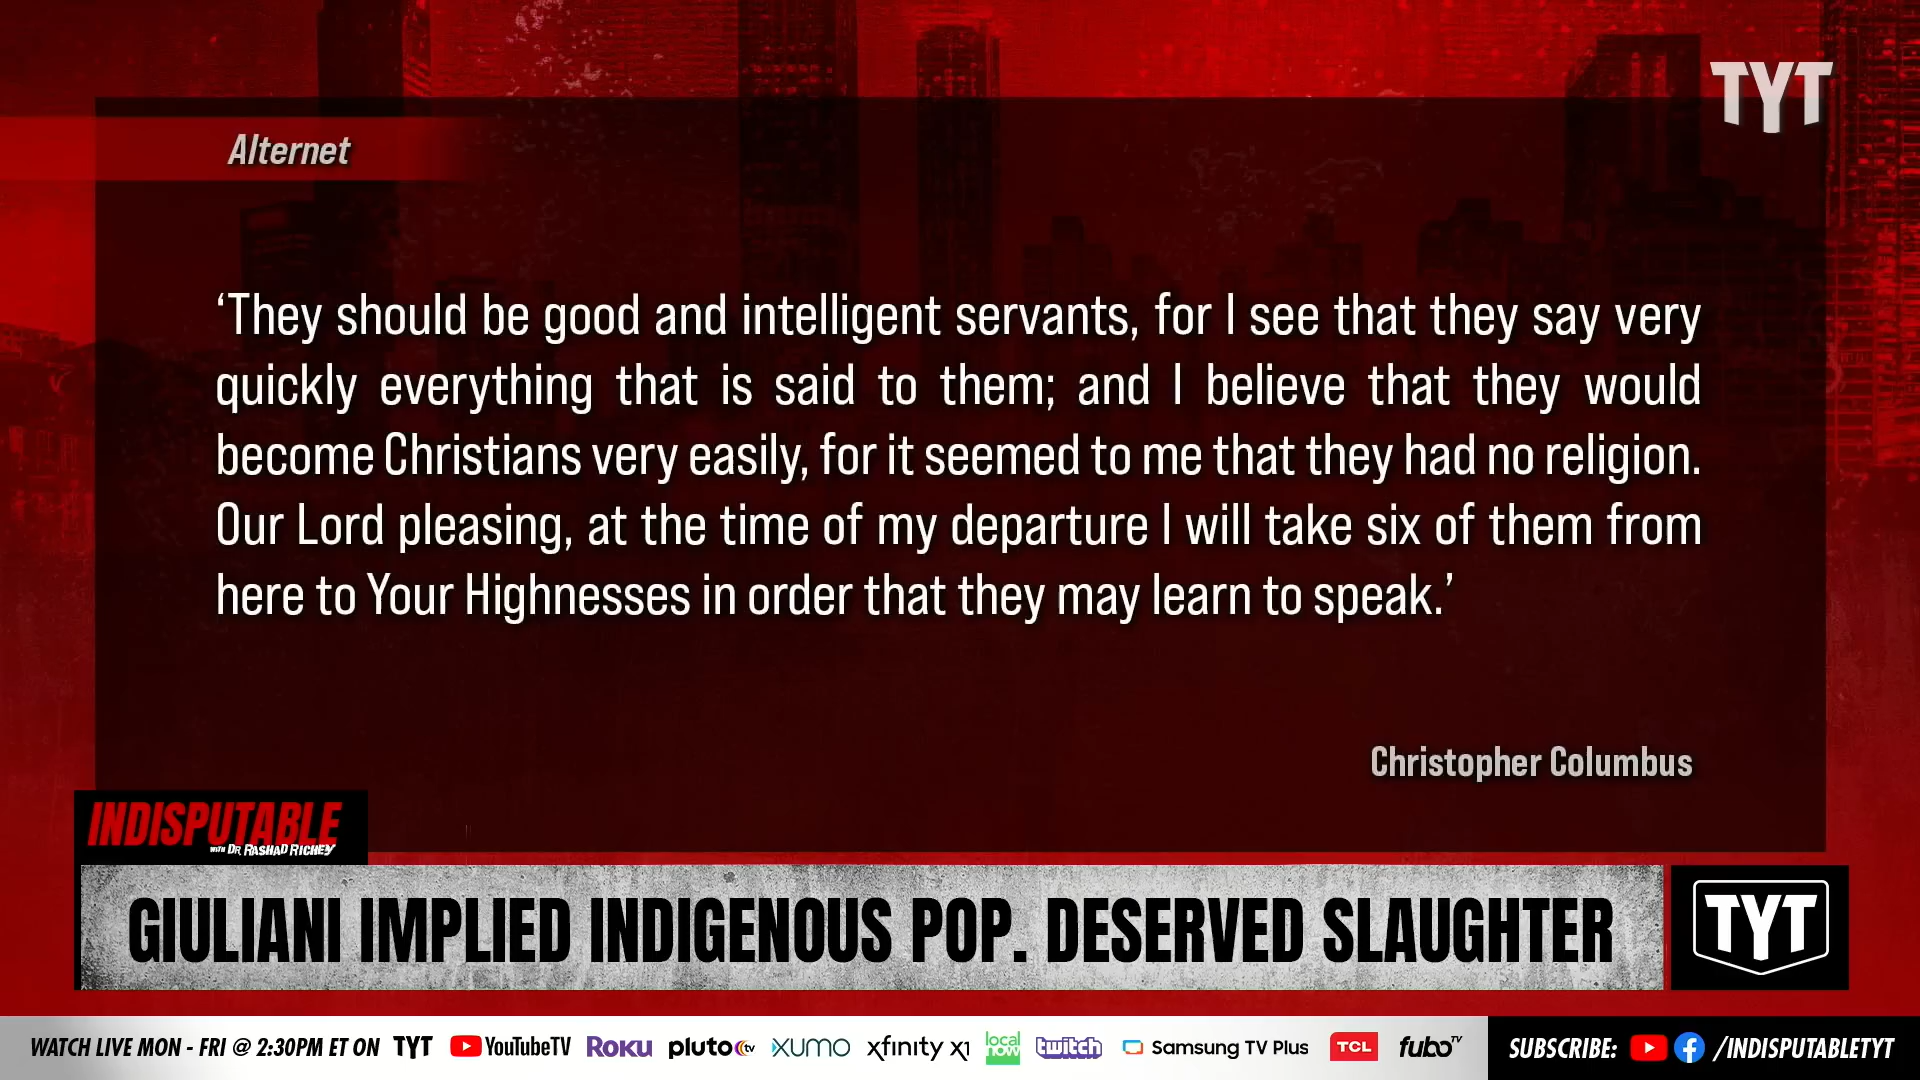 TYT
Alternet
‘They should be good and intelligent servants, for I see that they say very
quickly everything that is said to them; and I believe that they would
become Christians very easily, for it seemed to me that they had no religion.
Our Lord pleasing, at the time of my departure I will take six of them from
here to Your Highnesses in order that they may learn to speak.’
Christopher Columbus
INDISPUTABLE
WITH DR RASHAD RICHEY
GIULIANI IMPLIED INDIGENOUS POP. DESERVED SLAUGHTER
TYT
WATCH LIVE MON - FRI @ 2:30PM ET ON TYT YouTubeTV ROKU pluto tv XUMO xfinity X1 local now twitch Samsung TV Plus TCL fubo TV SUBSCRIBE: /INDISPUTABLETYT